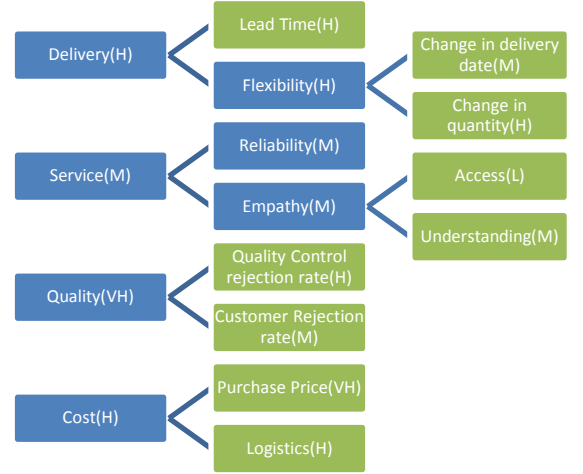 Delivery(H)
Lead Time(H)
Flexibility(H)
Change in delivery
date(M)
Change in
quantity(H)
Service(M)
Reliability(M)
Empathy(M)
Access(L)
Understanding(M)
Quality(VH)
Quality Control
rejection rate(H)
Customer Rejection
rate(M)
Cost(H)
Purchase Price(VH)
Logistics(H)